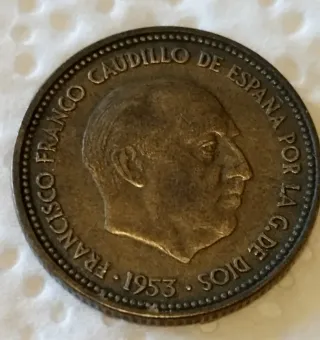 FRANCISCO FRANCO CAUDILLO DE ESPAÑA POR LA G. DE DIOS
· 1953 ·